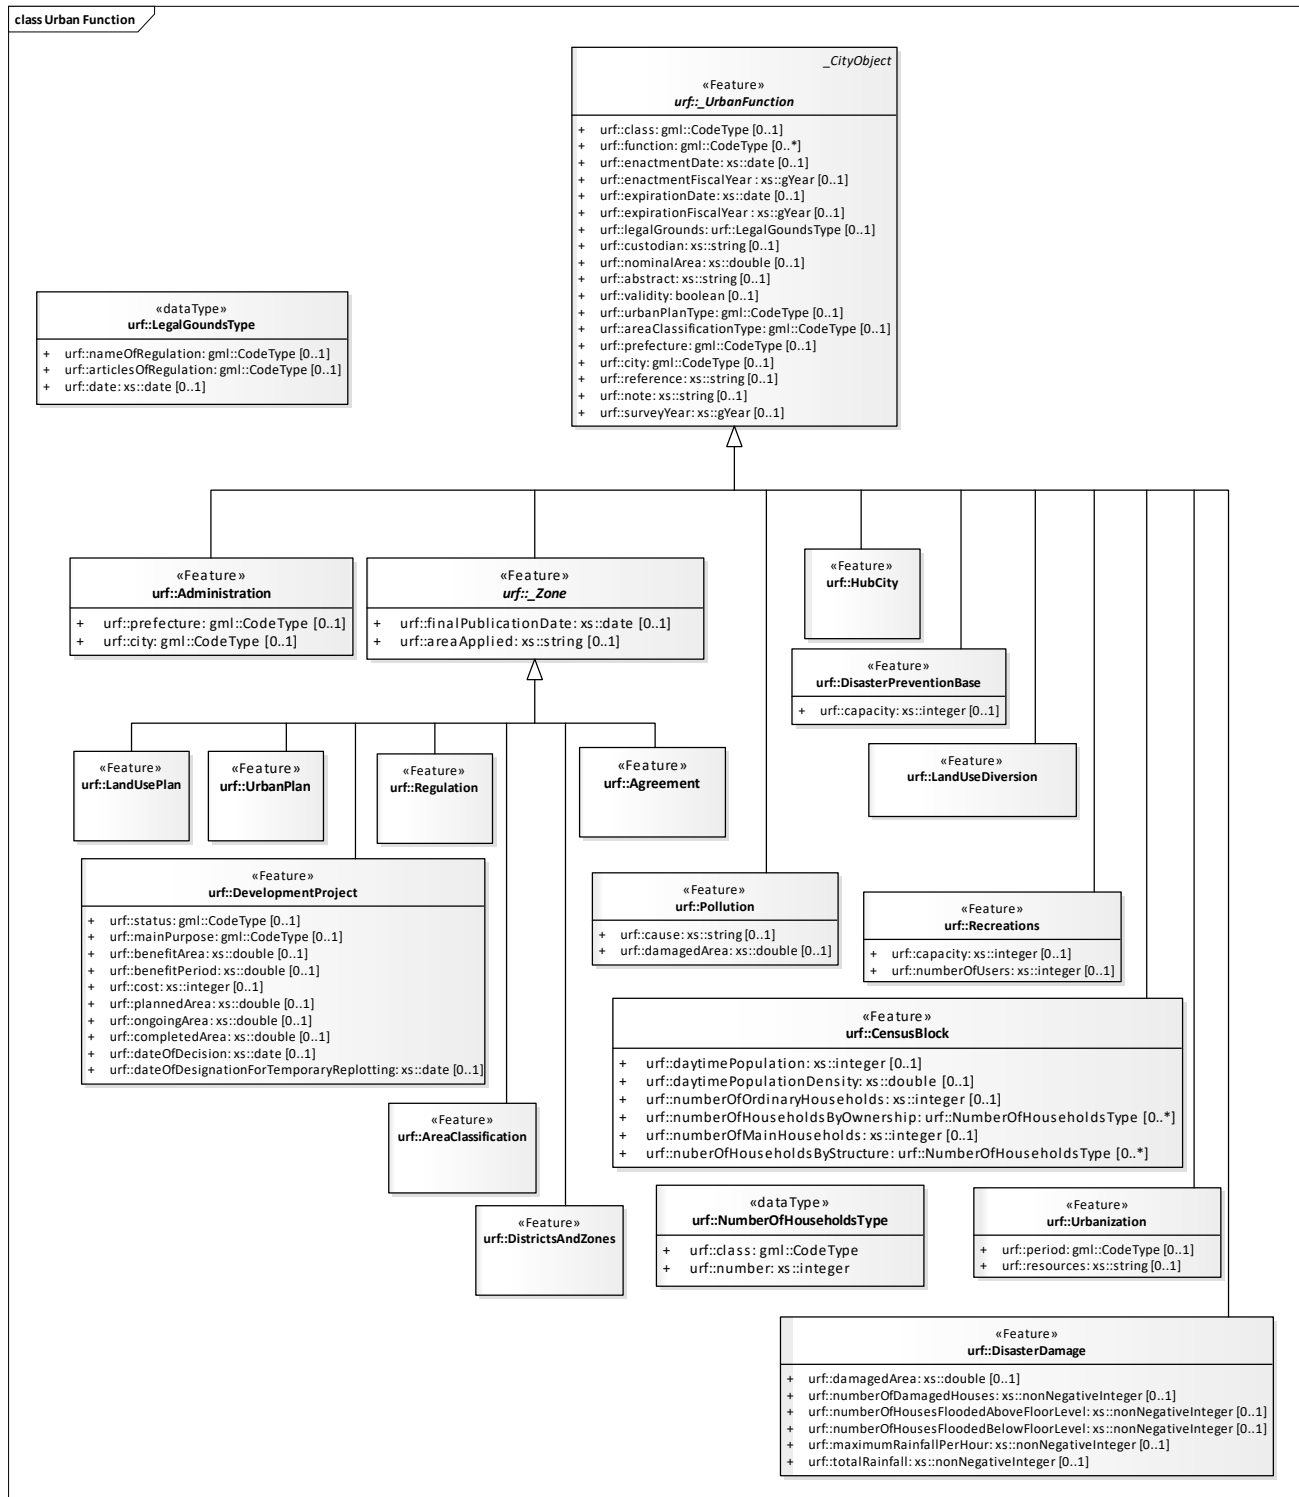 class Urban Function
_CityObject
«Feature»
urf::_UrbanFunction
+ urf::class: gml::CodeType [0..1]
+ urf::function: gml::CodeType [0..*]
+ urf::enactmentDate: xs::date [0..1]
+ urf::enactmentFiscalYear: xs::gYear [0..1]
+ urf::expirationDate: xs::date [0..1]
+ urf::expirationFiscalYear: xs::gYear [0..1]
+ urf::legalGrounds: urf::LegalGoundsType [0..1]
+ urf::custodian: xs::string [0..1]
+ urf::nominalArea: xs::double [0..1]
+ urf::abstract: xs::string [0..1]
+ urf::validity: boolean [0..1]
+ urf::urbanPlanType: gml::CodeType [0..1]
+ urf::areaClassificationType: gml::CodeType [0..1]
+ urf::prefecture: gml::CodeType [0..1]
+ urf::city: gml::CodeType [0..1]
+ urf::reference: xs::string [0..1]
+ urf::note: xs::string [0..1]
+ urf::surveyYear: xs::gYear [0..1]
«dataType»
urf::LegalGoundsType
+ urf::nameOfRegulation: gml::CodeType [0..1]
+ urf::articlesOfRegulation: gml::CodeType [0..1]
+ urf::date: xs::date [0..1]
«Feature»
urf::Administration
+ urf::prefecture: gml::CodeType [0..1]
+ urf::city: gml::CodeType [0..1]
«Feature»
urf::_Zone
+ urf::finalPublicationDate: xs::date [0..1]
+ urf::areaApplied: xs::string [0..1]
«Feature»
urf::HubCity
«Feature»
urf::DisasterPreventionBase
+ urf::capacity: xs::integer [0..1]
«Feature»
urf::LandUseDiversion
«Feature»
urf::LandUsePlan
«Feature»
urf::UrbanPlan
«Feature»
urf::Regulation
«Feature»
urf::Agreement
«Feature»
urf::DevelopmentProject
+ urf::status: gml::CodeType [0..1]
+ urf::mainPurpose: gml::CodeType [0..1]
+ urf::benefitArea: xs::double [0..1]
+ urf::benefitPeriod: xs::double [0..1]
+ urf::cost: xs::integer [0..1]
+ urf::plannedArea: xs::double [0..1]
+ urf::ongoingArea: xs::double [0..1]
+ urf::completedArea: xs::double [0..1]
+ urf::dateOfDecision: xs::date [0..1]
+ urf::dateOfDesignationForTemporaryReplotting: xs::date [0..1]
«Feature»
urf::Pollution
+ urf::cause: xs::string [0..1]
+ urf::damagedArea: xs::double [0..1]
«Feature»
urf::Recreations
+ urf::capacity: xs::integer [0..1]
+ urf::numberOfUsers: xs::integer [0..1]
«Feature»
urf::CensusBlock
+ urf::daytimePopulation: xs::integer [0..1]
+ urf::daytimePopulationDensity: xs::double [0..1]
+ urf::numberOfOrdinaryHouseholds: xs::integer [0..1]
+ urf::numberOfHouseholdsByOwnership: urf::NumberOfHouseholdsType [0..*]
+ urf::numberOfMainHouseholds: xs::integer [0..1]
+ urf::nuberOfHouseholdsByStructure: urf::NumberOfHouseholdsType [0..*]
«Feature»
urf::AreaClassification
«Feature»
urf::DistrictsAndZones
«dataType»
urf::NumberOfHouseholdsType
+ urf::class: gml::CodeType
+ urf::number: xs::integer
«Feature»
urf::Urbanization
+ urf::period: gml::CodeType [0..1]
+ urf::resources: xs::string [0..1]
«Feature»
urf::DisasterDamage
+ urf::damagedArea: xs::double [0..1]
+ urf::numberOfDamagedHouses: xs::nonNegativeInteger [0..1]
+ urf::numberOfHousesFloodedAboveFloorLevel: xs::nonNegativeInteger [0..1]
+ urf::numberOfHousesFloodedBelowFloorLevel: xs::nonNegativeInteger [0..1]
+ urf::maximumRainfallPerHour: xs::nonNegativeInteger [0..1]
+ urf::totalRainfall: xs::nonNegativeInteger [0..1]